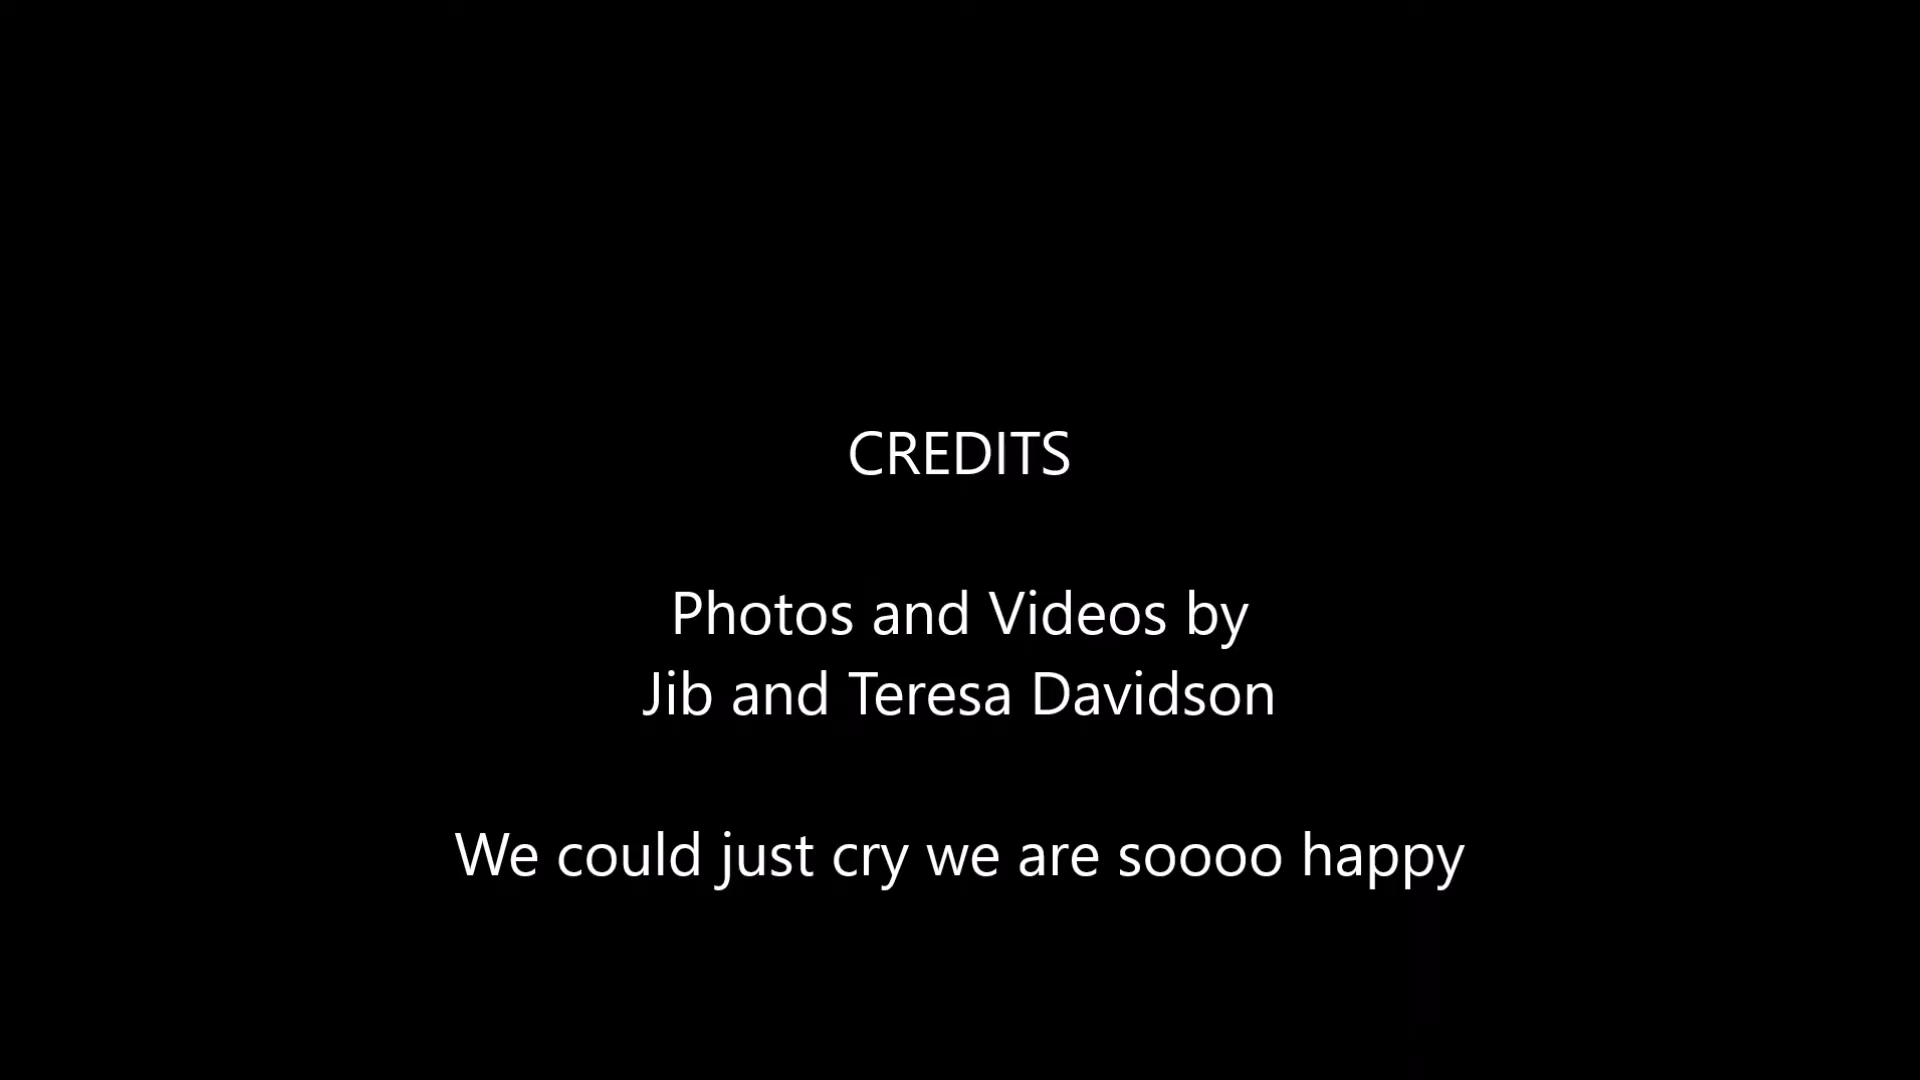 CREDITS
Photos and Videos by
Jib and Teresa Davidson
We could just cry we are soooo happy